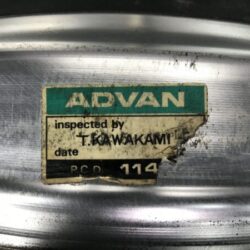 ADVAN
inspected by
T.KAWAKAMI
date
P C D 114